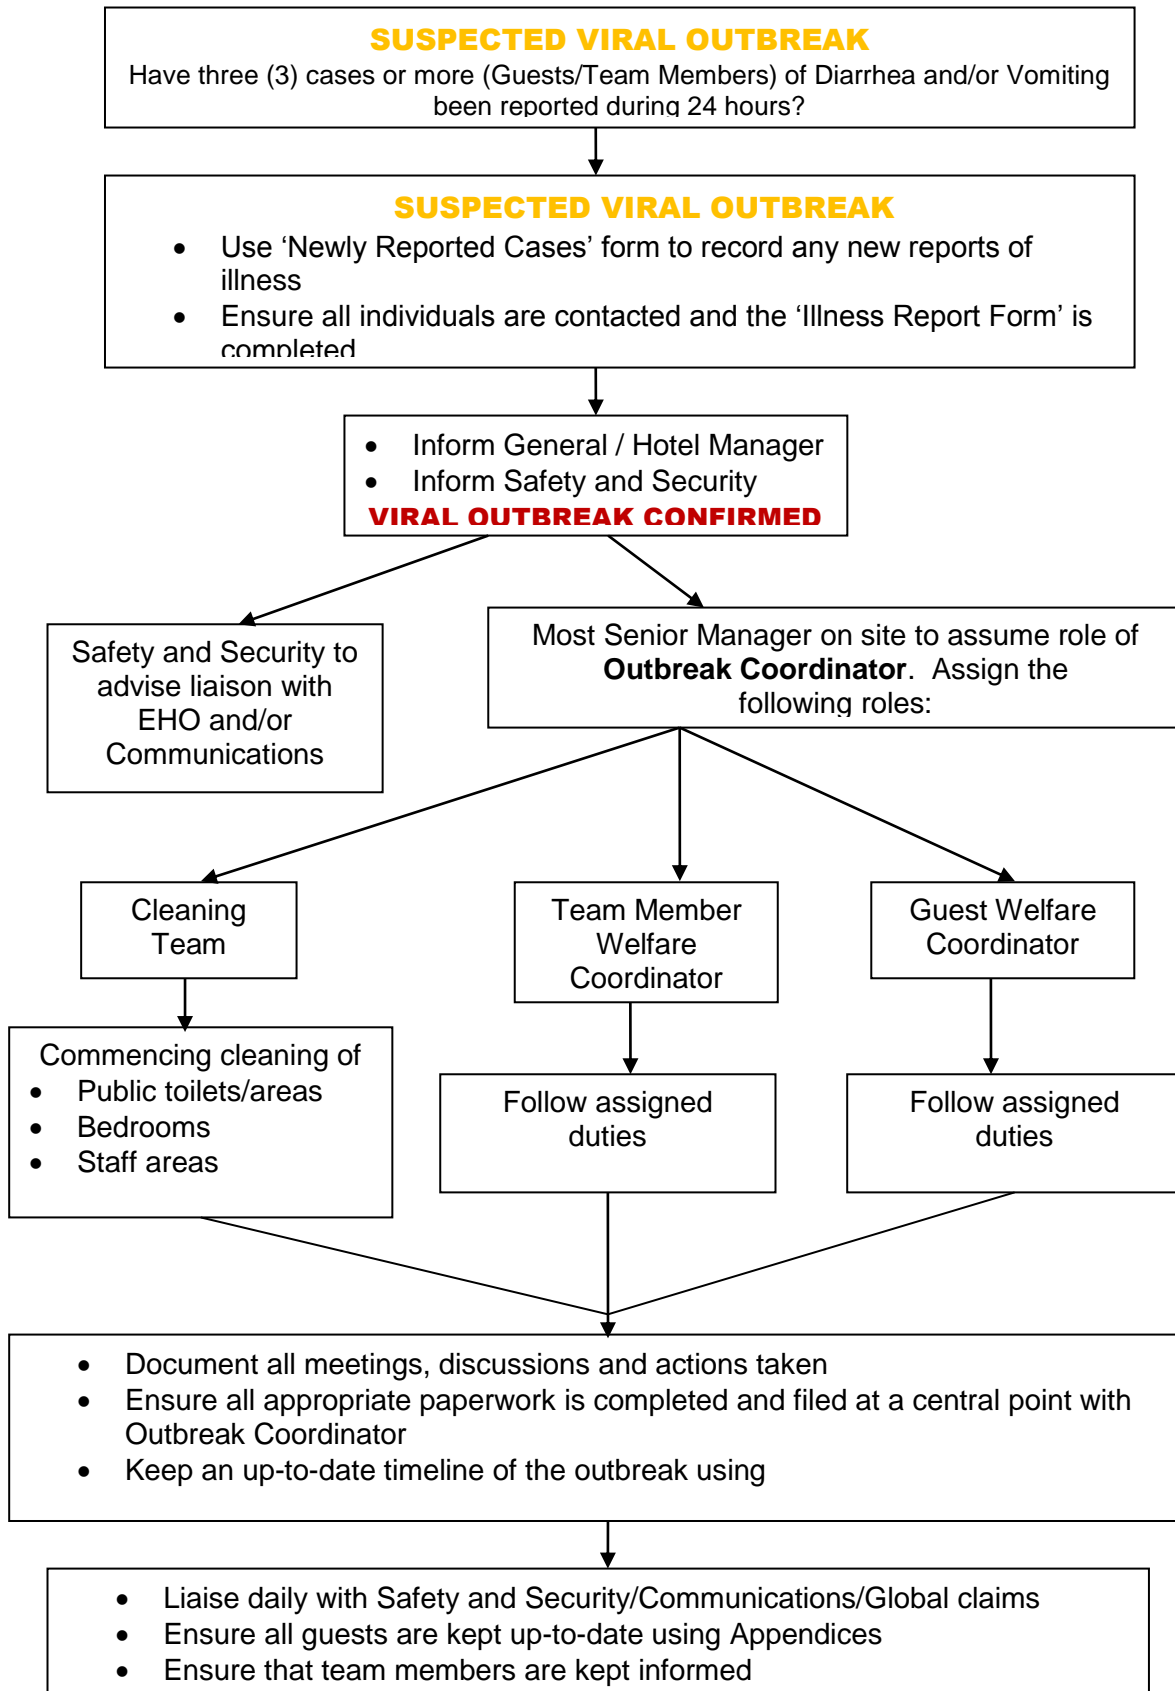 SUSPECTED VIRAL OUTBREAK
Have three (3) cases or more (Guests/Team Members) of Diarrhea and/or Vomiting
been reported during 24 hours?
SUSPECTED VIRAL OUTBREAK
• Use ‘Newly Reported Cases’ form to record any new reports of
illness
• Ensure all individuals are contacted and the ‘Illness Report Form’ is
completed
• Inform General / Hotel Manager
• Inform Safety and Security
VIRAL OUTBREAK CONFIRMED
Safety and Security to
advise liaison with
EHO and/or
Communications
Most Senior Manager on site to assume role of
Outbreak Coordinator. Assign the
following roles:
Cleaning
Team
Team Member
Welfare
Coordinator
Guest Welfare
Coordinator
Commencing cleaning of
• Public toilets/areas
• Bedrooms
• Staff areas
Follow assigned
duties
Follow assigned
duties
• Document all meetings, discussions and actions taken
• Ensure all appropriate paperwork is completed and filed at a central point with
Outbreak Coordinator
• Keep an up-to-date timeline of the outbreak using
• Liaise daily with Safety and Security/Communications/Global claims
• Ensure all guests are kept up-to-date using Appendices
• Ensure that team members are kept informed